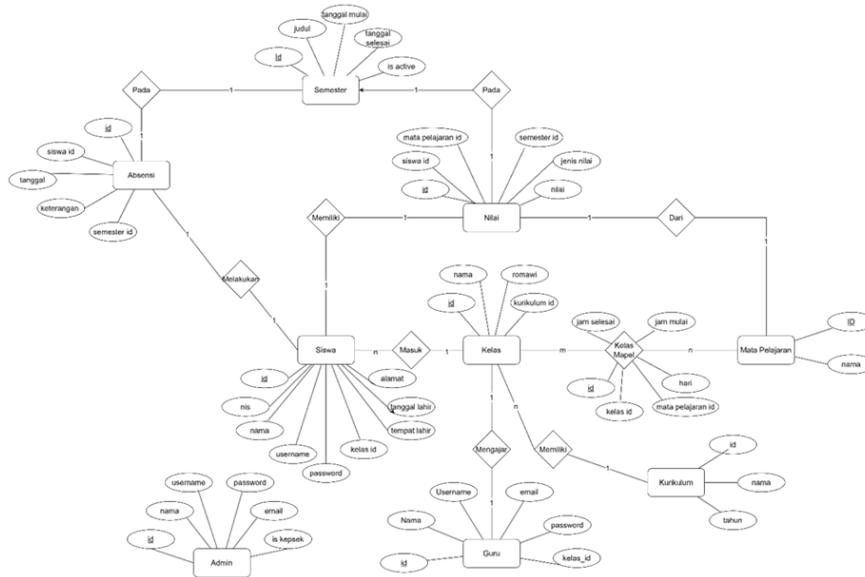 tanggal mulai
judul
tanggal
selesai
Id
is active
Semester
Pada
1
1
Pada
1
1
id
siswa id
Absensi
tanggal
keterangan
semester id
mata pelajaran id
semester id
siswa id
jenis nilai
id
nilai
Nilai
Memiliki
1
1
Dari
1
1
1
Melakukan
1
nama
romawi
id
kurikulum id
jam selesai
jam mulai
ID
Siswa
n
Masuk
1
Kelas
m
Kelas
Mapel
n
Mata Pelajaran
nama
id
alamat
nis
tanggal lahir
nama
tempat lahir
username
kelas id
password
id
hari
kelas id
mata pelajaran id
1
n
Mengajar
Memiliki
1
1
id
Kurikulum
nama
tahun
username
password
nama
email
id
is kepsek
Admin
Username
email
Nama
password
id
kelas_id
Guru